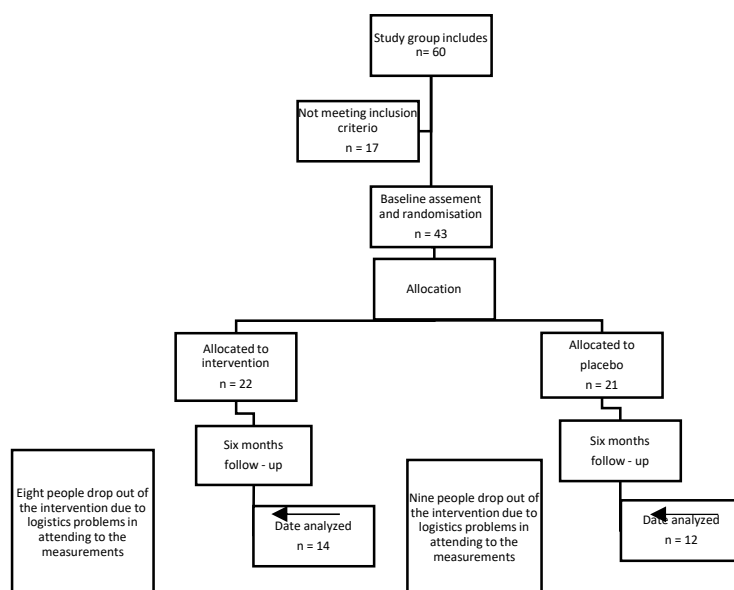 Study group includes
n= 60
Not meeting inclusion
criterio
n = 17
Baseline assement
and randomisation
n = 43
Allocation
Allocated to
intervention
n = 22
Allocated to
placebo
n = 21
Six months
follow - up
Six months
follow - up
Eight people drop out of
the intervention due to
logistics problems in
attending to the
measurements
Date analyzed
n = 14
Nine people drop out of
the intervention due to
logistics problems in
attending to the
measurements
Date analyzed
n = 12